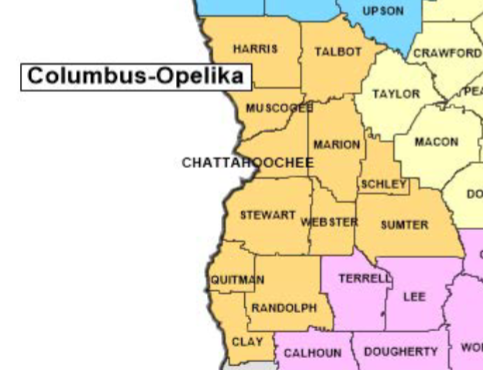 UPSON
HARRIS
TALBOT
CRAWFORD
Columbus-Opelika
TAYLOR
MUSCOGEE
MARION
MACON
CHATTAHOOCHEE
SCHLEY
STEWART
WEBSTER
SUMTER
QUITMAN
TERRELL
LEE
RANDOLPH
CLAY
CALHOUN
DOUGHERTY